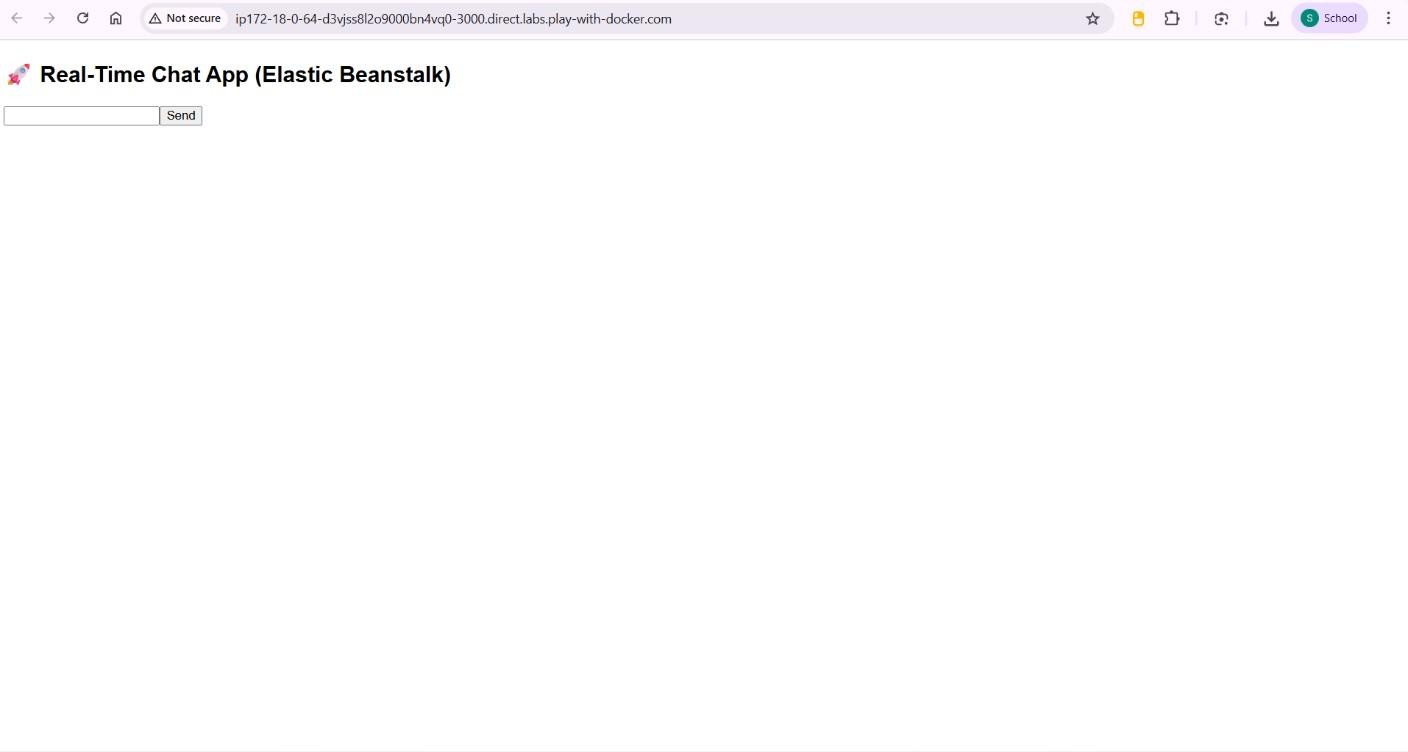 Not secure
ip172-18-0-64-d3vjss8l2o9000bn4vq0-3000.direct.labs.play-with-docker.com
S
School
🚀 Real-Time Chat App (Elastic Beanstalk)
Send